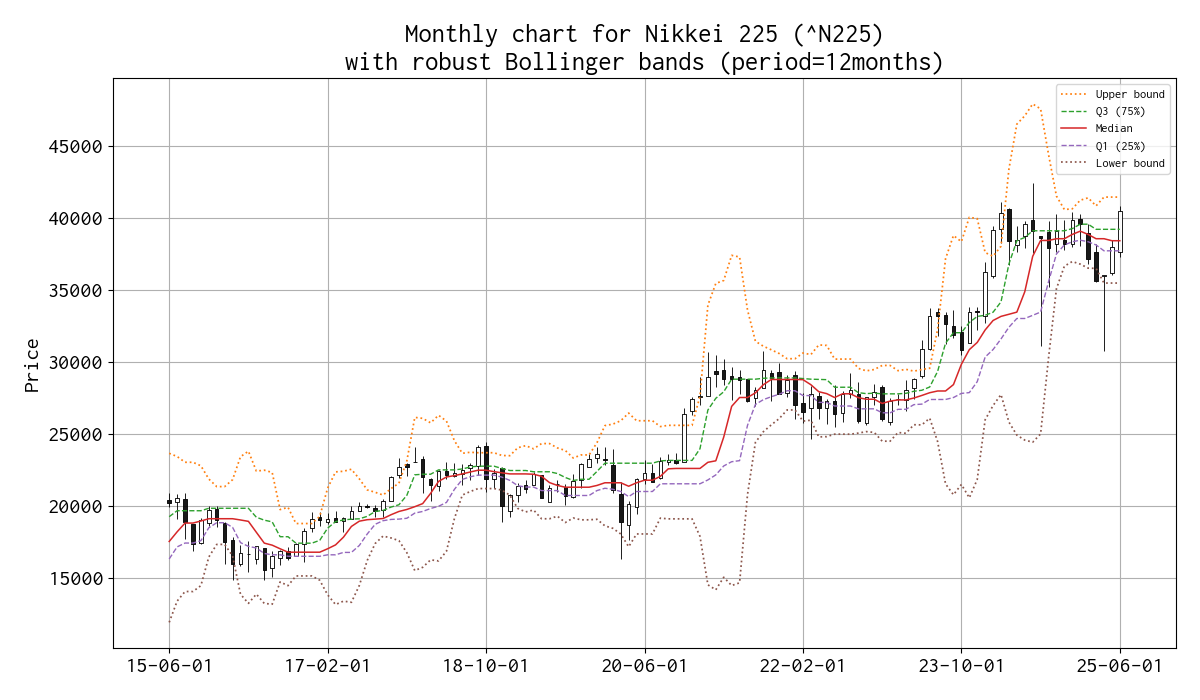 Monthly chart for Nikkei 225 (^N225)
with robust Bollinger bands (period=12months)
Upper bound
Q3 (75%)
Median
Q1 (25%)
Lower bound
45000
40000
35000
30000
25000
20000
15000
Price
15-06-01
17-02-01
18-10-01
20-06-01
22-02-01
23-10-01
25-06-01